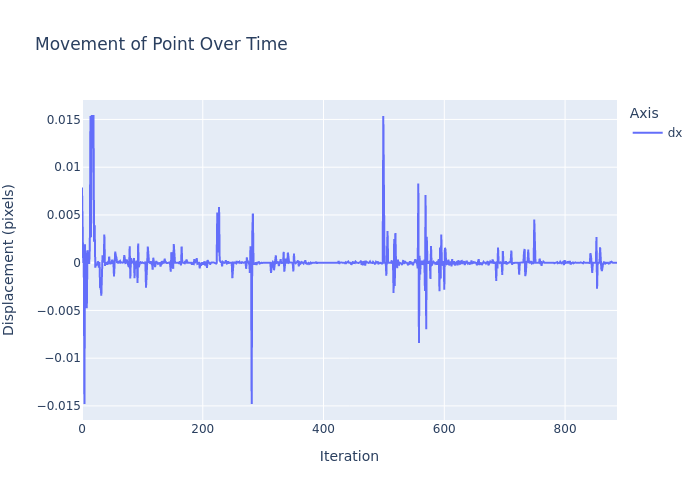 Movement of Point Over Time
Axis
dx
0.015
0.01
0.005
0
−0.005
−0.01
−0.015
Displacement (pixels)
0
200
400
600
800
Iteration